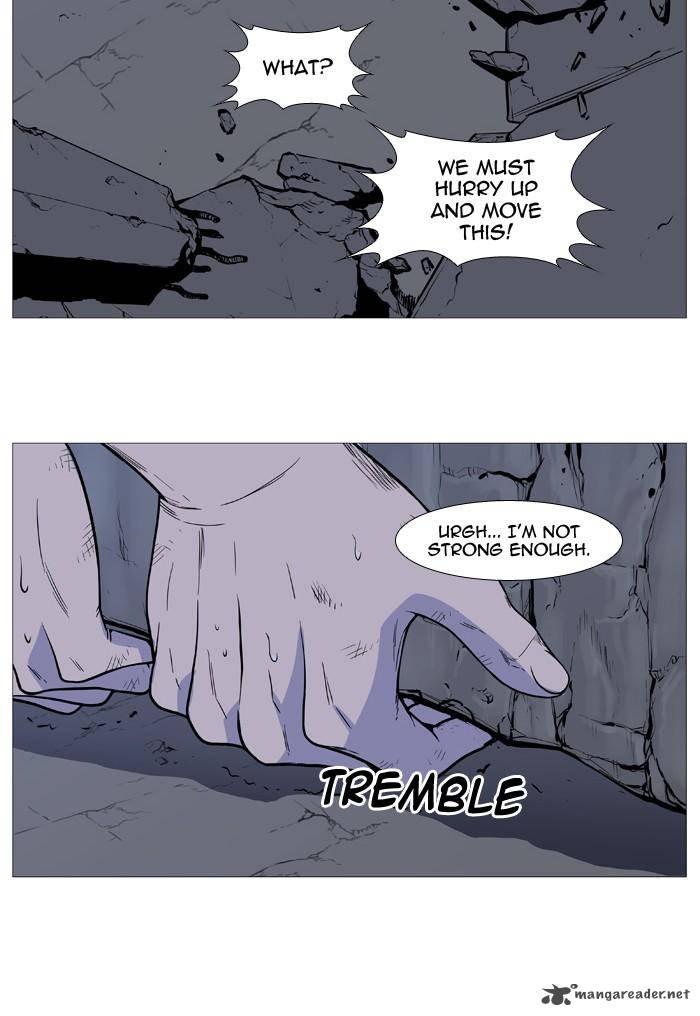 WHAT?
WE MUST
HURRY UP
AND MOVE
THIS!
URGH... I'M NOT
STRONG ENOUGH.
TREMBLE
mangareader.net